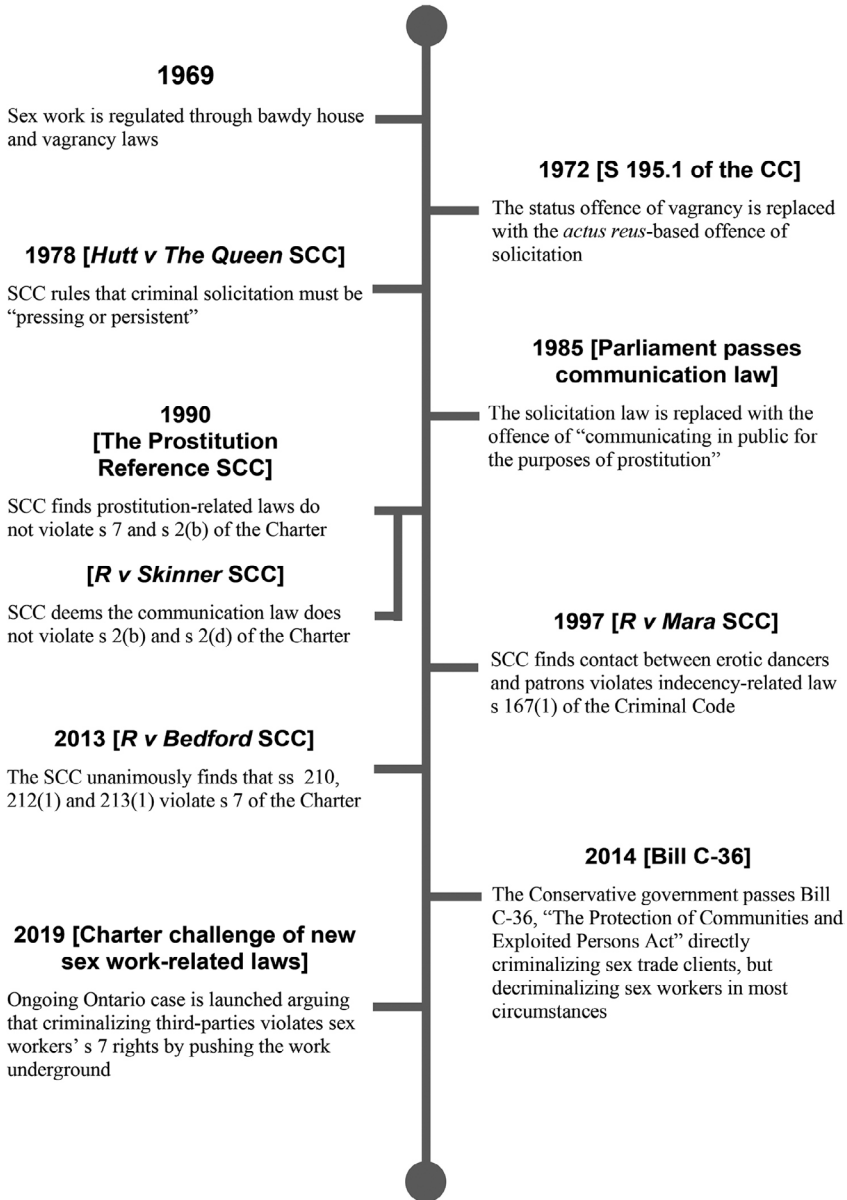 1969
Sex work is regulated through bawdy house
and vagrancy laws
1972 [S 195.1 of the CC]
The status offence of vagrancy is replaced
with the actus reus-based offence of
solicitation
1978 [Hutt v The Queen SCC]
SCC rules that criminal solicitation must be
“pressing or persistent”
1985 [Parliament passes
communication law]
The solicitation law is replaced with the
offence of “communicating in public for
the purposes of prostitution”
1990
[The Prostitution
Reference SCC]
SCC finds prostitution-related laws do
not violate s 7 and s 2(b) of the Charter
[R v Skinner SCC]
SCC deems the communication law does
not violate s 2(b) and s 2(d) of the Charter
1997 [R v Mara SCC]
SCC finds contact between erotic dancers
and patrons violates indecency-related law
s 167(1) of the Criminal Code
2013 [R v Bedford SCC]
The SCC unanimously finds that ss 210,
212(1) and 213(1) violate s 7 of the Charter
2014 [Bill C-36]
The Conservative government passes Bill
C-36, “The Protection of Communities and
Exploited Persons Act” directly
criminalizing sex trade clients, but
decriminalizing sex workers in most
circumstances
2019 [Charter challenge of new
sex work-related laws]
Ongoing Ontario case is launched arguing
that criminalizing third-parties violates sex
workers’ s 7 rights by pushing the work
underground